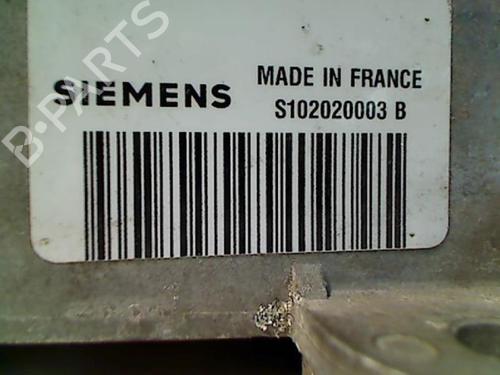 B-PARTS
SIEMENS
MADE IN FRANCE
S102020003 B